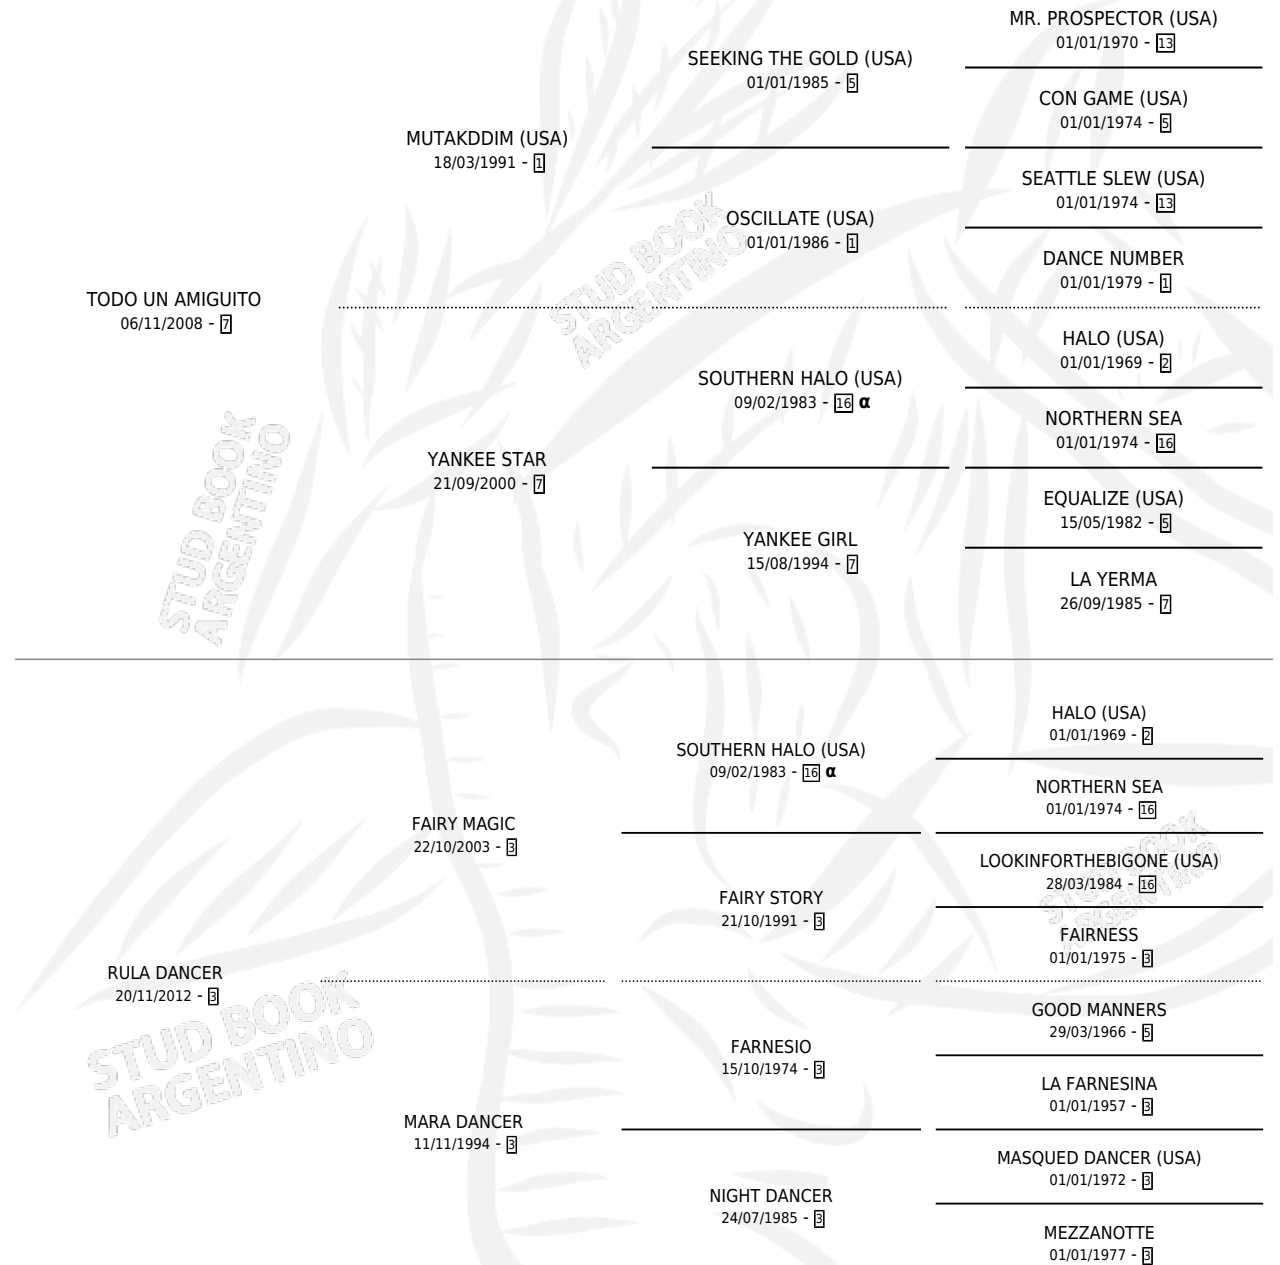 MR. PROSPECTOR (USA)
01/01/1970 - 13
SEEKING THE GOLD (USA)
01/01/1985 - 5
CON GAME (USA)
01/01/1974 - 5
MUTAKDDIM (USA)
18/03/1991 - 1
SEATTLE SLEW (USA)
01/01/1974 - 13
OSCILLATE (USA)
01/01/1986 - 1
DANCE NUMBER
01/01/1979 - 1
STUD BOOK
ARGENTINO
TODO UN AMIGUITO
06/11/2008 - 7
HALO (USA)
01/01/1969 - 2
SOUTHERN HALO (USA)
09/02/1983 - 16 α
NORTHERN SEA
01/01/1974 - 16
YANKEE STAR
21/09/2000 - 7
EQUALIZE (USA)
15/05/1982 - 5
YANKEE GIRL
15/08/1994 - 7
LA YERMA
26/09/1985 - 7
STUD BOOK
ARGENTINO
HALO (USA)
01/01/1969 - 2
SOUTHERN HALO (USA)
09/02/1983 - 16 α
NORTHERN SEA
01/01/1974 - 16
FAIRY MAGIC
22/10/2003 - 3
LOOKINFORTHEBIGONE (USA)
28/03/1984 - 16
STUD BOOK
ARGENTINO
FAIRY STORY
21/10/1991 - 3
FAIRNESS
01/01/1975 - 3
RULA DANCER
20/11/2012 - 3
STUD BOOK
ARGENTINO
GOOD MANNERS
29/03/1966 - 5
FARNESIO
15/10/1974 - 3
LA FARNESINA
01/01/1957 - 3
MARA DANCER
11/11/1994 - 3
MASQUED DANCER (USA)
01/01/1972 - 3
NIGHT DANCER
24/07/1985 - 3
MEZZANOTTE
01/01/1977 - 3